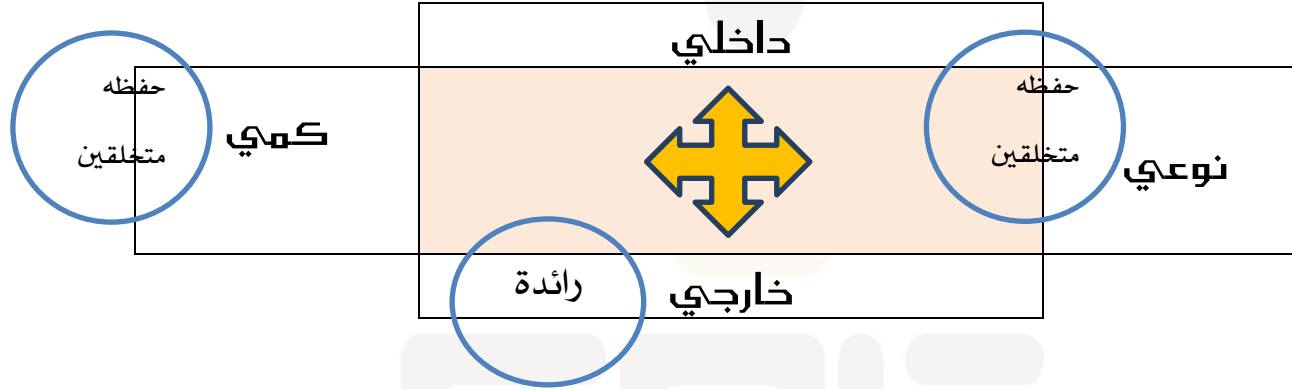 داخلي
حفظه
متخلقين
نوعي
حفظه
متخلقين
كمي
رائدة
خارجي